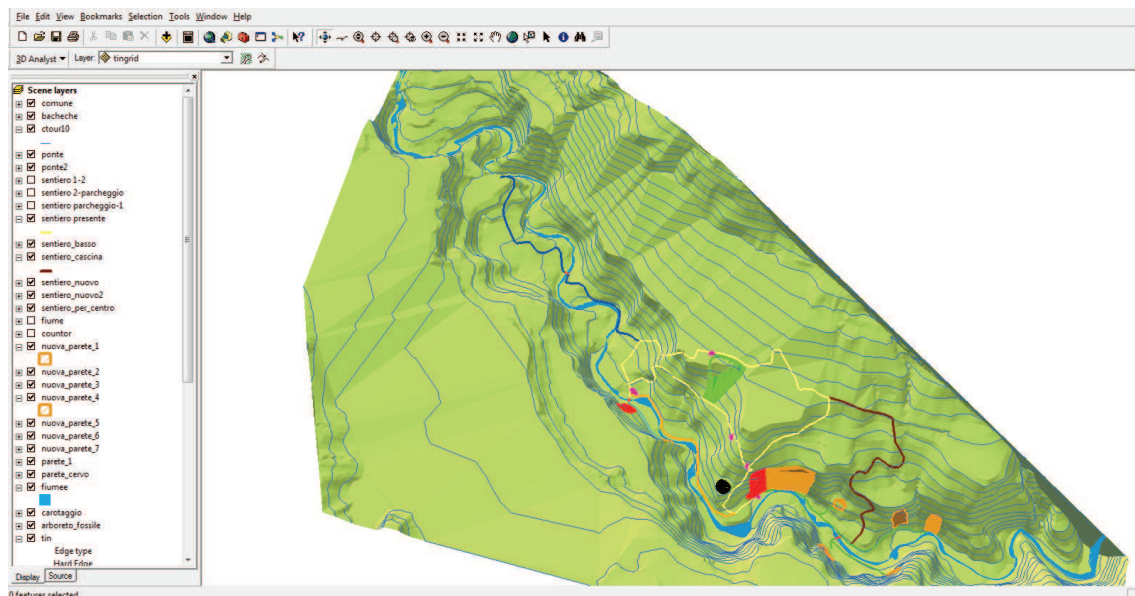 File Edit View Bookmarks Selection Tools Window Help
3D Analyst Layer: tingrid
Scene layers
comune
bacheche
ctour10
ponte
ponte2
sentiero 1-2
sentiero 2-parcheggio
sentiero parcheggio-1
sentiero presente
sentiero_basso
sentiero_cascina
sentiero_nuovo
sentiero_nuovo2
sentiero_per_centro
fiume
countor
nuova_parete_1
nuova_parete_2
nuova_parete_3
nuova_parete_4
nuova_parete_5
nuova_parete_6
nuova_parete_7
parete_1
parete_cervo
fiumee
carotaggio
arboreto_fossile
tin
Edge type
Hard Edge
Display Source
0 features selected